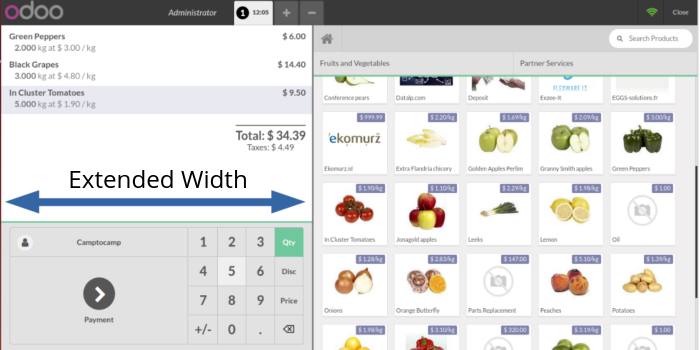 odoo
Administrator
1 12:05
+
−
Close
Green Peppers $ 6.00
2.000 kg at $ 3.00 / kg
Black Grapes $ 14.40
3.000 kg at $ 4.80 / kg
In Cluster Tomatoes $ 9.50
5.000 kg at $ 1.90 / kg
Total: $ 34.39
Taxes: $ 4.49
Extended Width
Camptocamp
Payment
1 2 3 Qty
4 5 6 Disc
7 8 9 Price
+/- 0 .
Search Products
Fruits and Vegetables Partner Services
FLEXWARE IT
Conference pears Datalp.com Deposit Exzee-It EGGS-solutions.fr
$ 999.99 $ 2.20/kg $ 1.69/kg $ 2.09/kg $ 3.00/kg
ekomurz
Ekomurz.nl Extra Flandria chicory Golden Apples Perlim Granny Smith apples Green Peppers
$ 1.90/kg $ 1.10/kg $ 2.29/kg $ 1.98/kg $ 1.00
In Cluster Tomatoes Jonagold apples Leeks Lemon Oil
$ 1.28/kg $ 2.83/kg $ 147.00 $ 5.10/kg $ 1.39/kg
Onions Orange Butterfly Parts Replacement Peaches Potatoes
$ 1.98/kg $ 3.10/kg $ 320.00 $ 3.19/kg $ 1.00